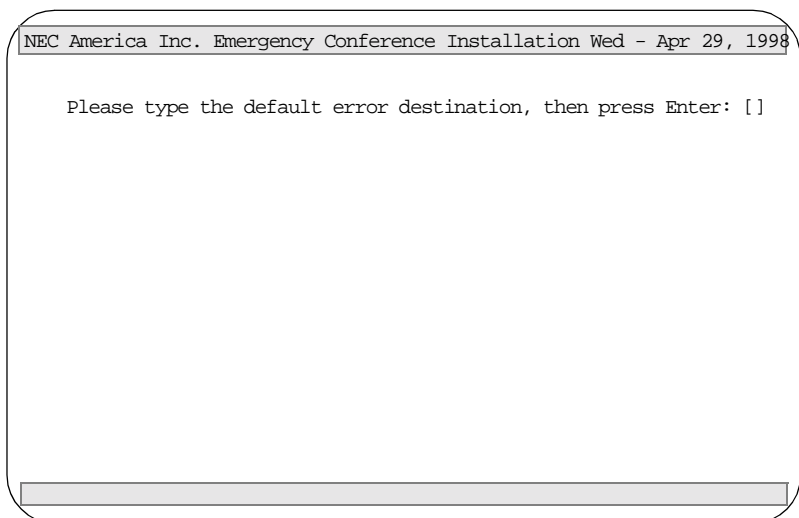 NEC America Inc. Emergency Conference Installation Wed - Apr 29, 1998
Please type the default error destination, then press Enter: []